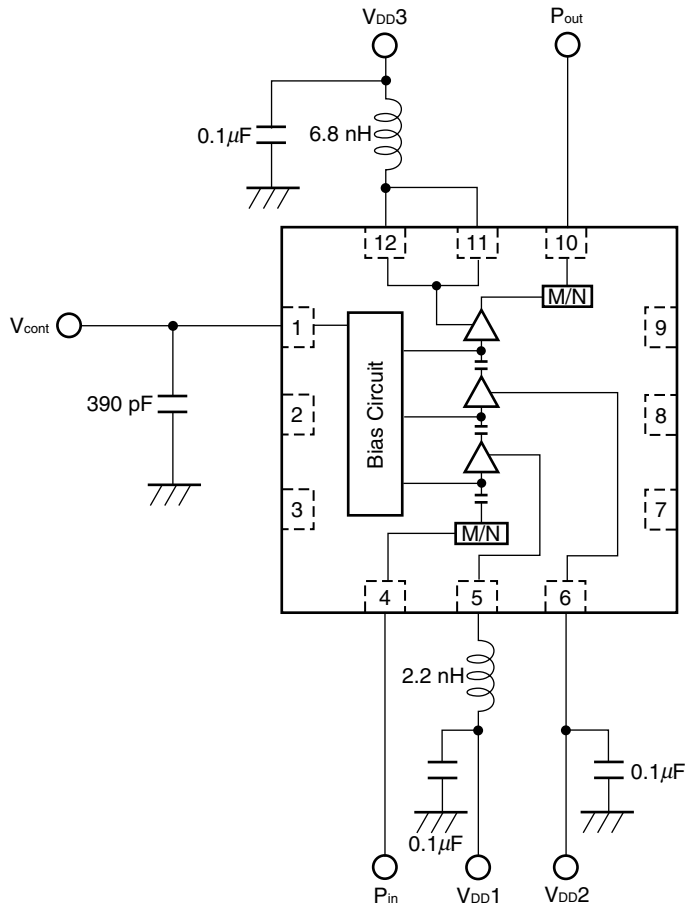 VDD3
Pout
0.1μF
6.8 nH
12
11
10
M/N
Vcont
1
9
390 pF
2
8
Bias Circuit
3
7
M/N
4
5
6
2.2 nH
0.1μF
0.1μF
Pin
VDD1
VDD2